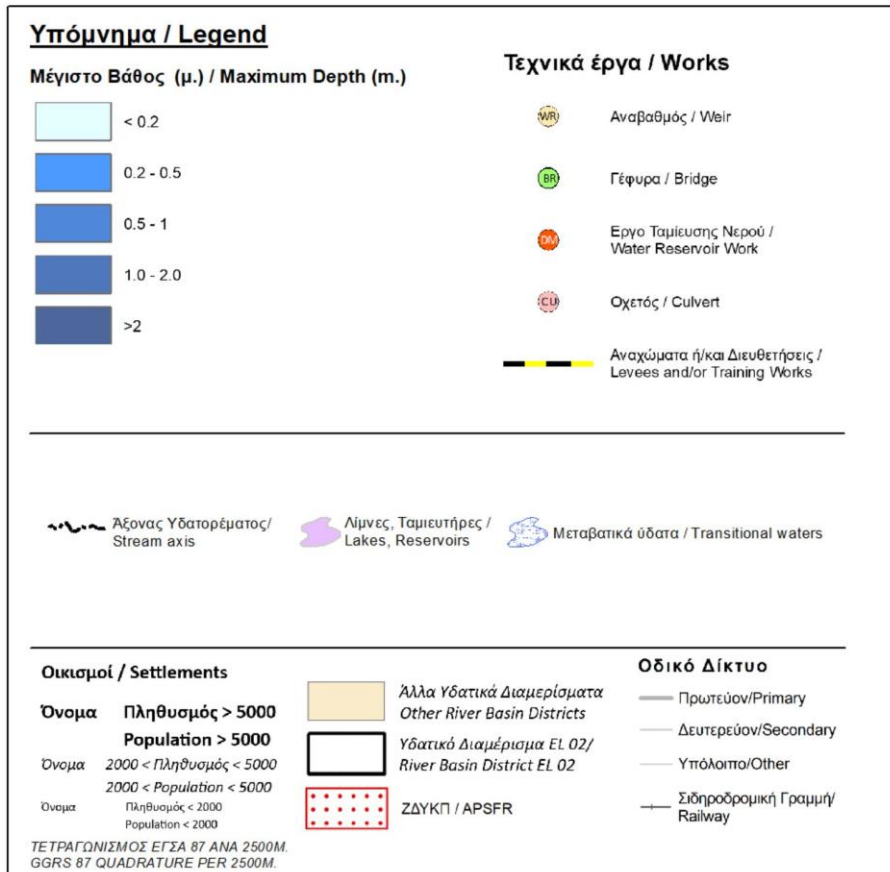 Υπόμνημα / Legend
Μέγιστο Βάθος (μ.) / Maximum Depth (m.)
< 0.2
0.2 - 0.5
0.5 - 1
1.0 - 2.0
>2
Τεχνικά έργα / Works
WR
Αναβαθμός / Weir
BR
Γέφυρα / Bridge
DM
Εργο Ταμίευσης Νερού /
Water Reservoir Work
CU
Οχετός / Culvert
Αναχώματα ή/και Διευθετήσεις /
Levees and/or Training Works
Άξονας Υδατορέματος/
Stream axis
Λίμνες, Ταμιευτήρες /
Lakes, Reservoirs
Μεταβατικά ύδατα / Transitional waters
Οικισμοί / Settlements
Όνομα Πληθυσμός > 5000
Population > 5000
Όνομα 2000 < Πληθυσμός < 5000
2000 < Population < 5000
Όνομα Πληθυσμός < 2000
Population < 2000
ΤΕΤΡΑΓΩΝΙΣΜΟΣ ΕΓΣΑ 87 ΑΝΑ 2500Μ.
GGRS 87 QUADRATURE PER 2500M.
Άλλα Υδατικά Διαμερίσματα
Other River Basin Districts
Υδατικό Διαμέρισμα EL 02/
River Basin District EL 02
ΖΔΥΚΠ / APSFR
Οδικό Δίκτυο
Πρωτεύον/Primary
Δευτερεύον/Secondary
Υπόλοιπο/Other
Σιδηροδρομική Γραμμή/
Railway